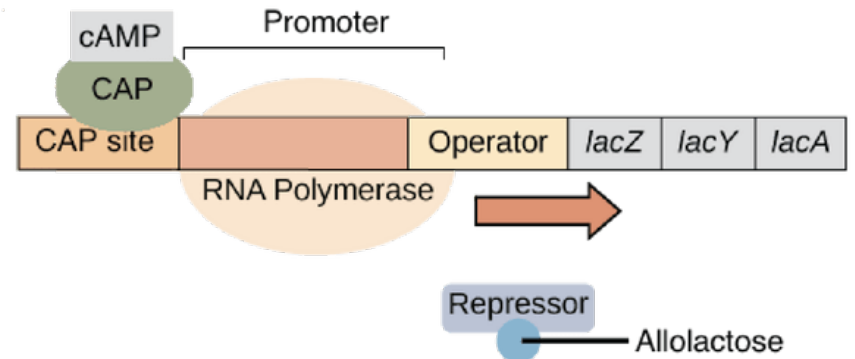 cAMP
Promoter
CAP
CAP site
Operator
lacZ
lacY
lacA
RNA Polymerase
Repressor
Allolactose